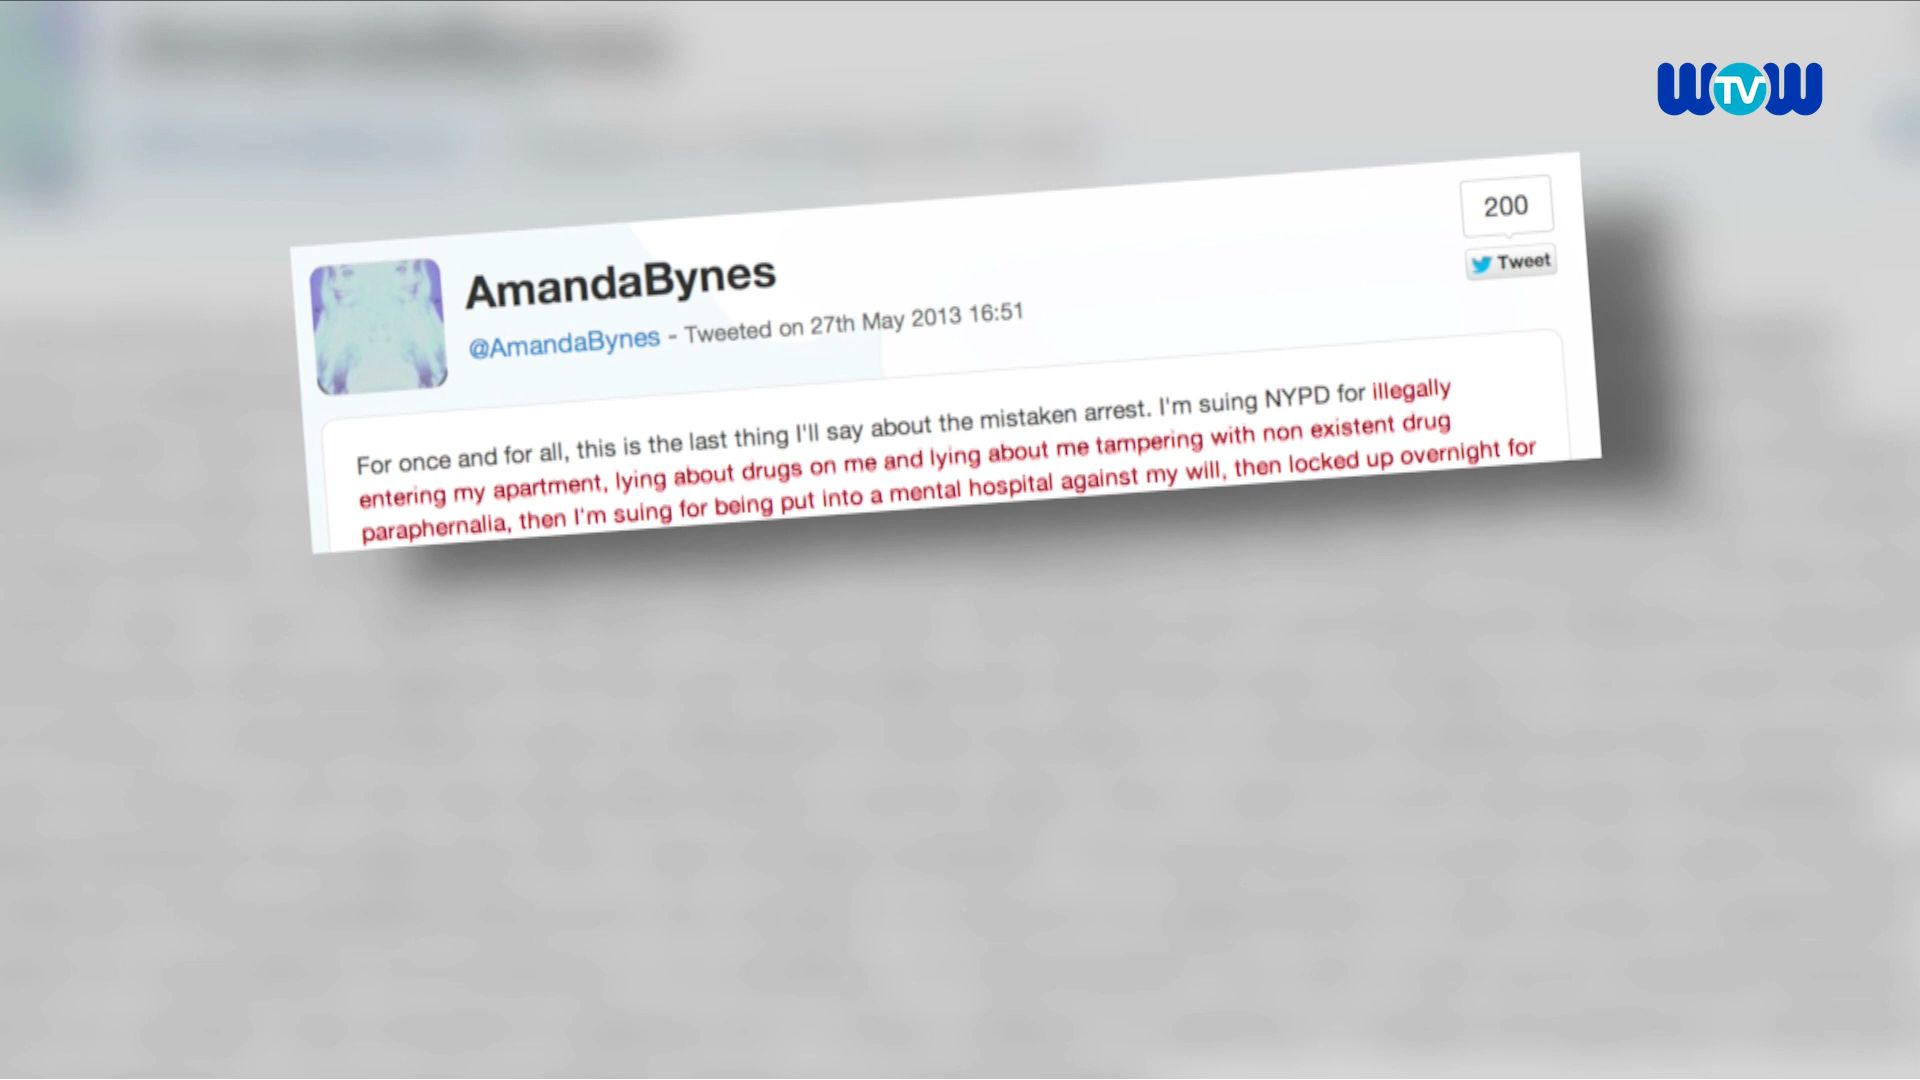 WTVW
200
Tweet
AmandaBynes
@AmandaBynes - Tweeted on 27th May 2013 16:51
For once and for all, this is the last thing I'll say about the mistaken arrest. I'm suing NYPD for illegally
entering my apartment, lying about drugs on me and lying about me tampering with non existent drug
paraphernalia, then I'm suing for being put into a mental hospital against my will, then locked up overnight for